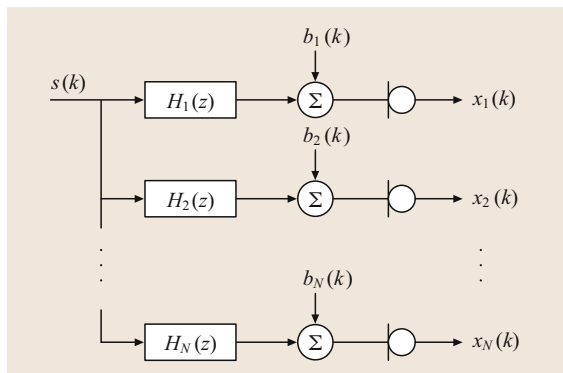 b₁(k)
s(k)
H₁(z) Σ x₁(k)
b₂(k)
H₂(z) Σ x₂(k)
b_N(k)
H_N(z) Σ x_N(k)